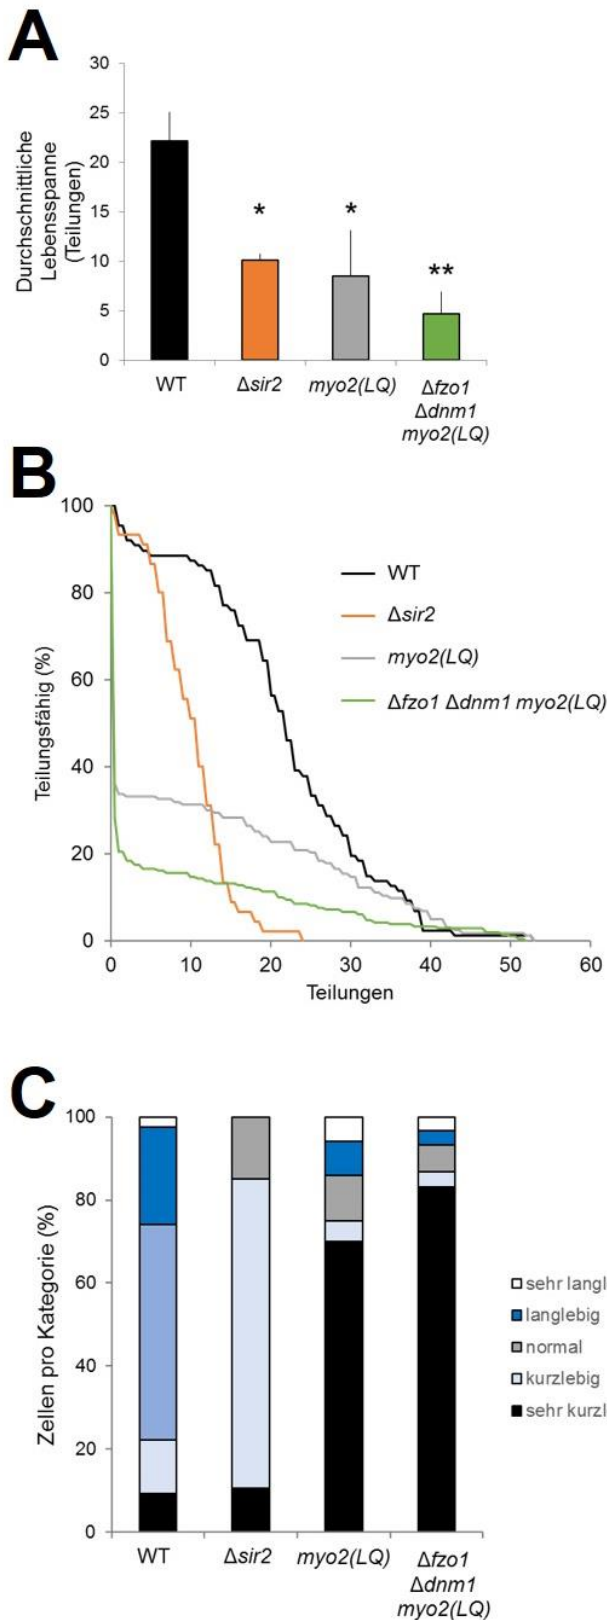 A
Durchschnittliche
Lebensspanne
(Teilungen)
30
25
20
15
10
5
0
*
*
**
WT
Δsir2
myo2(LQ)
Δfzo1
Δdnm1
myo2(LQ)
B
Teilungsfähig (%)
100
80
60
40
20
0
WT
Δsir2
myo2(LQ)
Δfzo1 Δdnm1 myo2(LQ)
0 10 20 30 40 50 60
Teilungen
C
Zellen pro Kategorie (%)
100
80
60
40
20
0
sehr langl
langlebig
normal
kurzlebig
sehr kurzl
WT
Δsir2
myo2(LQ)
Δfzo1
Δdnm1
myo2(LQ)